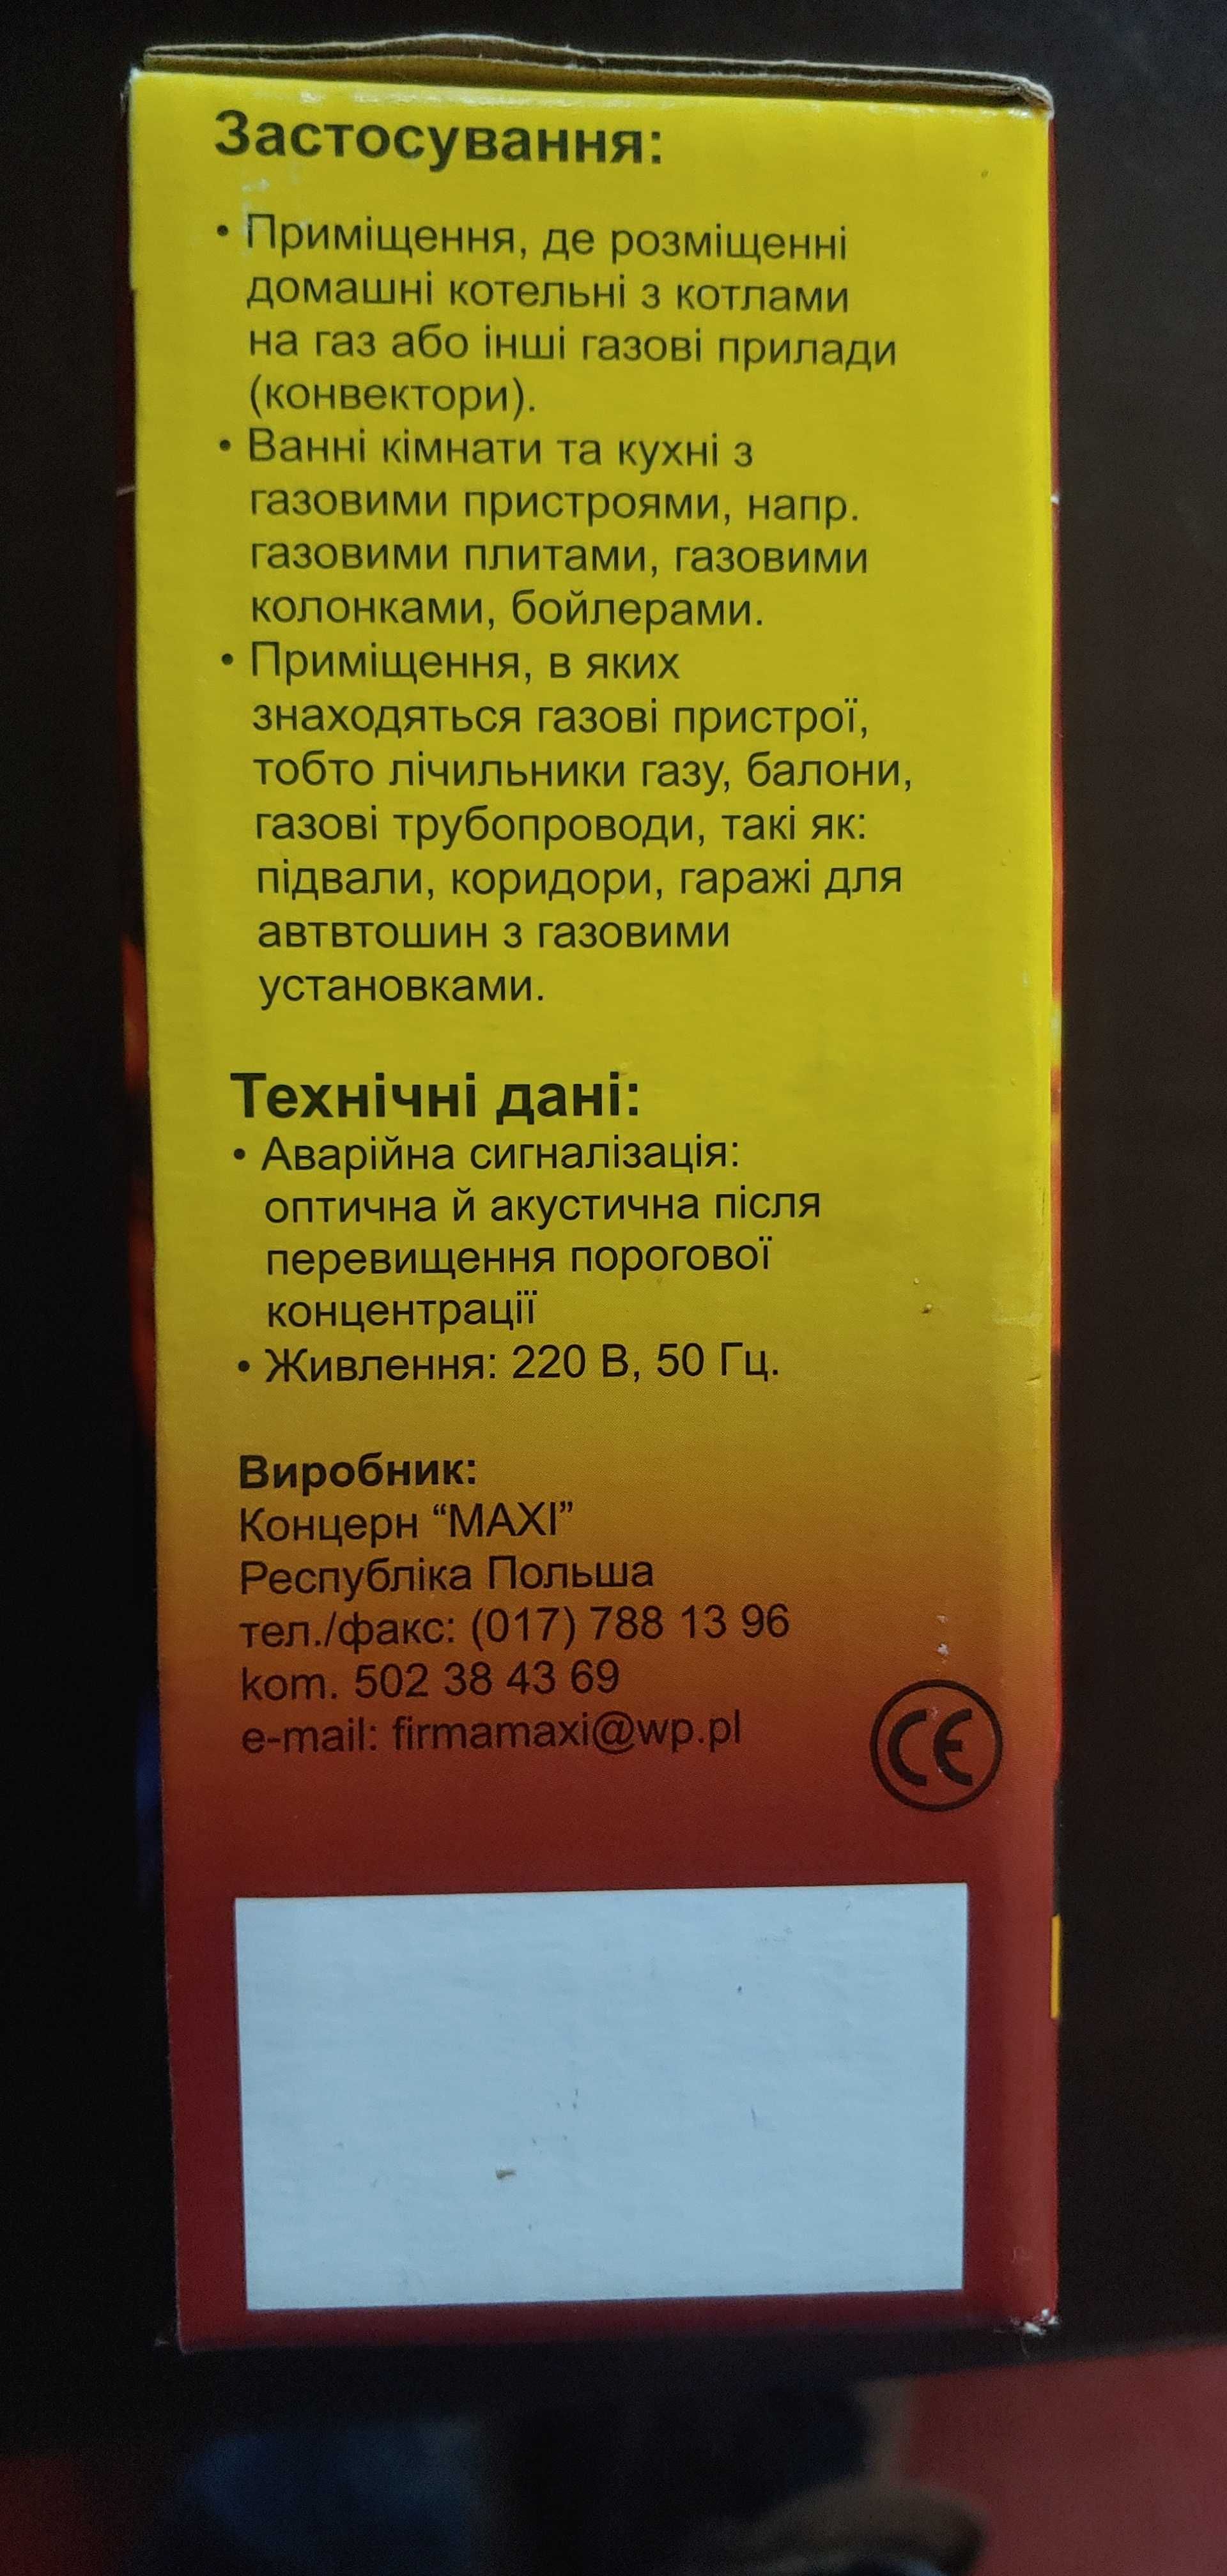 Застосування:
• Приміщення, де розміщенні
домашні котельні з котлами
на газ або інші газові прилади
(конвектори).
• Ванні кімнати та кухні з
газовими пристроями, напр.
газовими плитами, газовими
колонками, бойлерами.
• Приміщення, в яких
знаходяться газові пристрої,
тобто лічильники газу, балони,
газові трубопроводи, такі як:
підвали, коридори, гаражі для
автвтошин з газовими
установками.
Технічні дані:
• Аварійна сигналізація:
оптична й акустична після
перевищення порогової
концентрації
• Живлення: 220 В, 50 Гц.
Виробник:
Концерн “MAXI”
Республіка Польша
тел./факс: (017) 788 13 96
kom. 502 38 43 69
e-mail: firmamaxi@wp.pl
CE